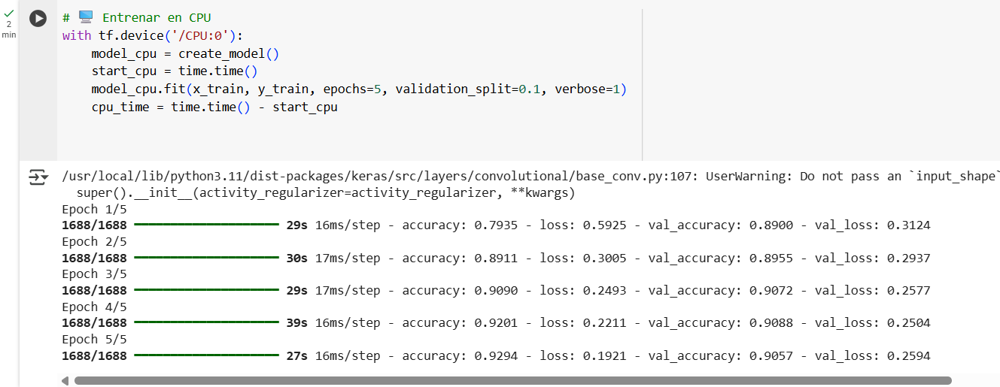 2
min
# 🖥️ Entrenar en CPU
with tf.device('/CPU:0'):
    model_cpu = create_model()
    start_cpu = time.time()
    model_cpu.fit(x_train, y_train, epochs=5, validation_split=0.1, verbose=1)
    cpu_time = time.time() - start_cpu
/usr/local/lib/python3.11/dist-packages/keras/src/layers/convolutional/base_conv.py:107: UserWarning: Do not pass an `input_shape`
  super().__init__(activity_regularizer=activity_regularizer, **kwargs)
Epoch 1/5
1688/1688 ━━━━━━━━━━━━━━━━━━━━ 29s 16ms/step - accuracy: 0.7935 - loss: 0.5925 - val_accuracy: 0.8900 - val_loss: 0.3124
Epoch 2/5
1688/1688 ━━━━━━━━━━━━━━━━━━━━ 30s 17ms/step - accuracy: 0.8911 - loss: 0.3005 - val_accuracy: 0.8955 - val_loss: 0.2937
Epoch 3/5
1688/1688 ━━━━━━━━━━━━━━━━━━━━ 29s 17ms/step - accuracy: 0.9090 - loss: 0.2493 - val_accuracy: 0.9072 - val_loss: 0.2577
Epoch 4/5
1688/1688 ━━━━━━━━━━━━━━━━━━━━ 39s 16ms/step - accuracy: 0.9201 - loss: 0.2211 - val_accuracy: 0.9088 - val_loss: 0.2504
Epoch 5/5
1688/1688 ━━━━━━━━━━━━━━━━━━━━ 27s 16ms/step - accuracy: 0.9294 - loss: 0.1921 - val_accuracy: 0.9057 - val_loss: 0.2594